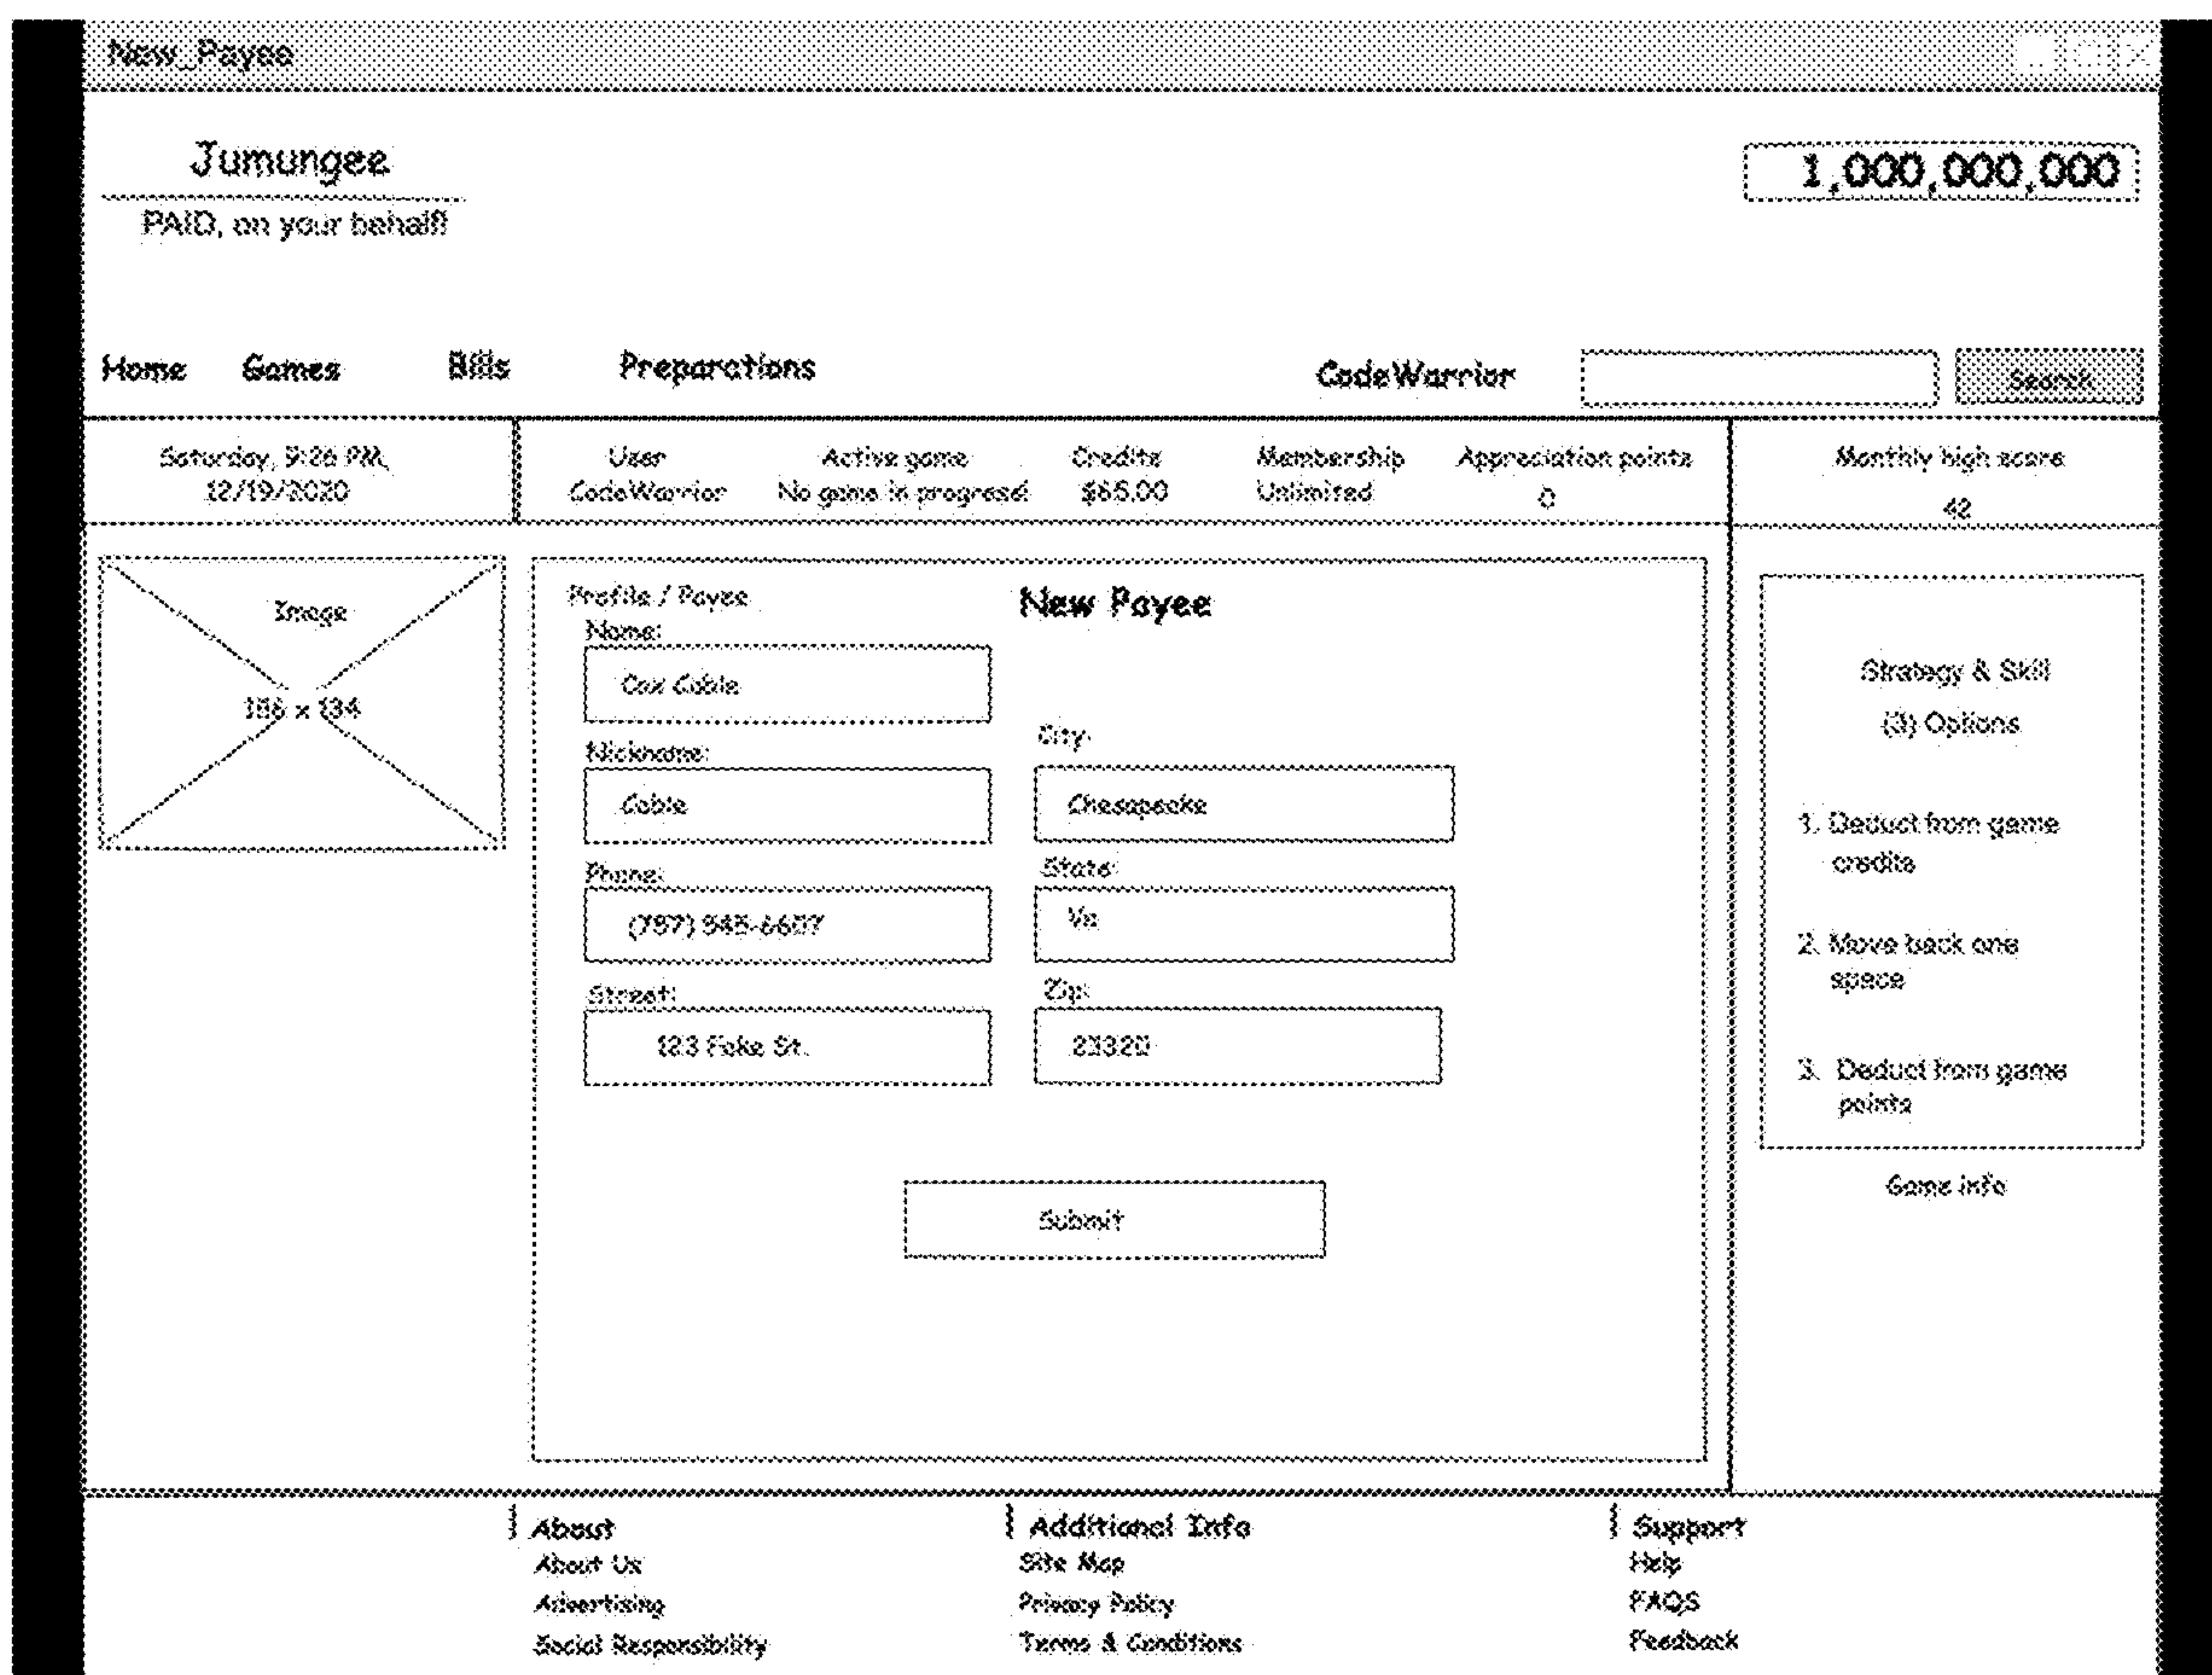 New_Payee
Jumungee
1,000,000,000
PAID, on your behalf!
Home Games Bills Preparations CodeWarrior Search
Saturday, 9:26 PM,
12/19/2020
User Active game Credits Membership Appreciation points
CodeWarrior No game in progress! $65.00 Unlimited 0
Monthly high score
42
Image
Profile / Payee
New Payee
Name:
Cox Cable
Nickname:
Cable
Phone:
Street:
123 Fake St.
City:
Chesapeake
State:
Va
Zip:
23320
Submit
Strategy & Skill
(3) Options
1. Deduct from game
credits
2. Move back one
space
3. Deduct from game
points
Game info
About
About Us
Advertising
Social Responsibility
Additional Info
Site Map
Privacy Policy
Terms & Conditions
Support
Help
FAQS
Feedback